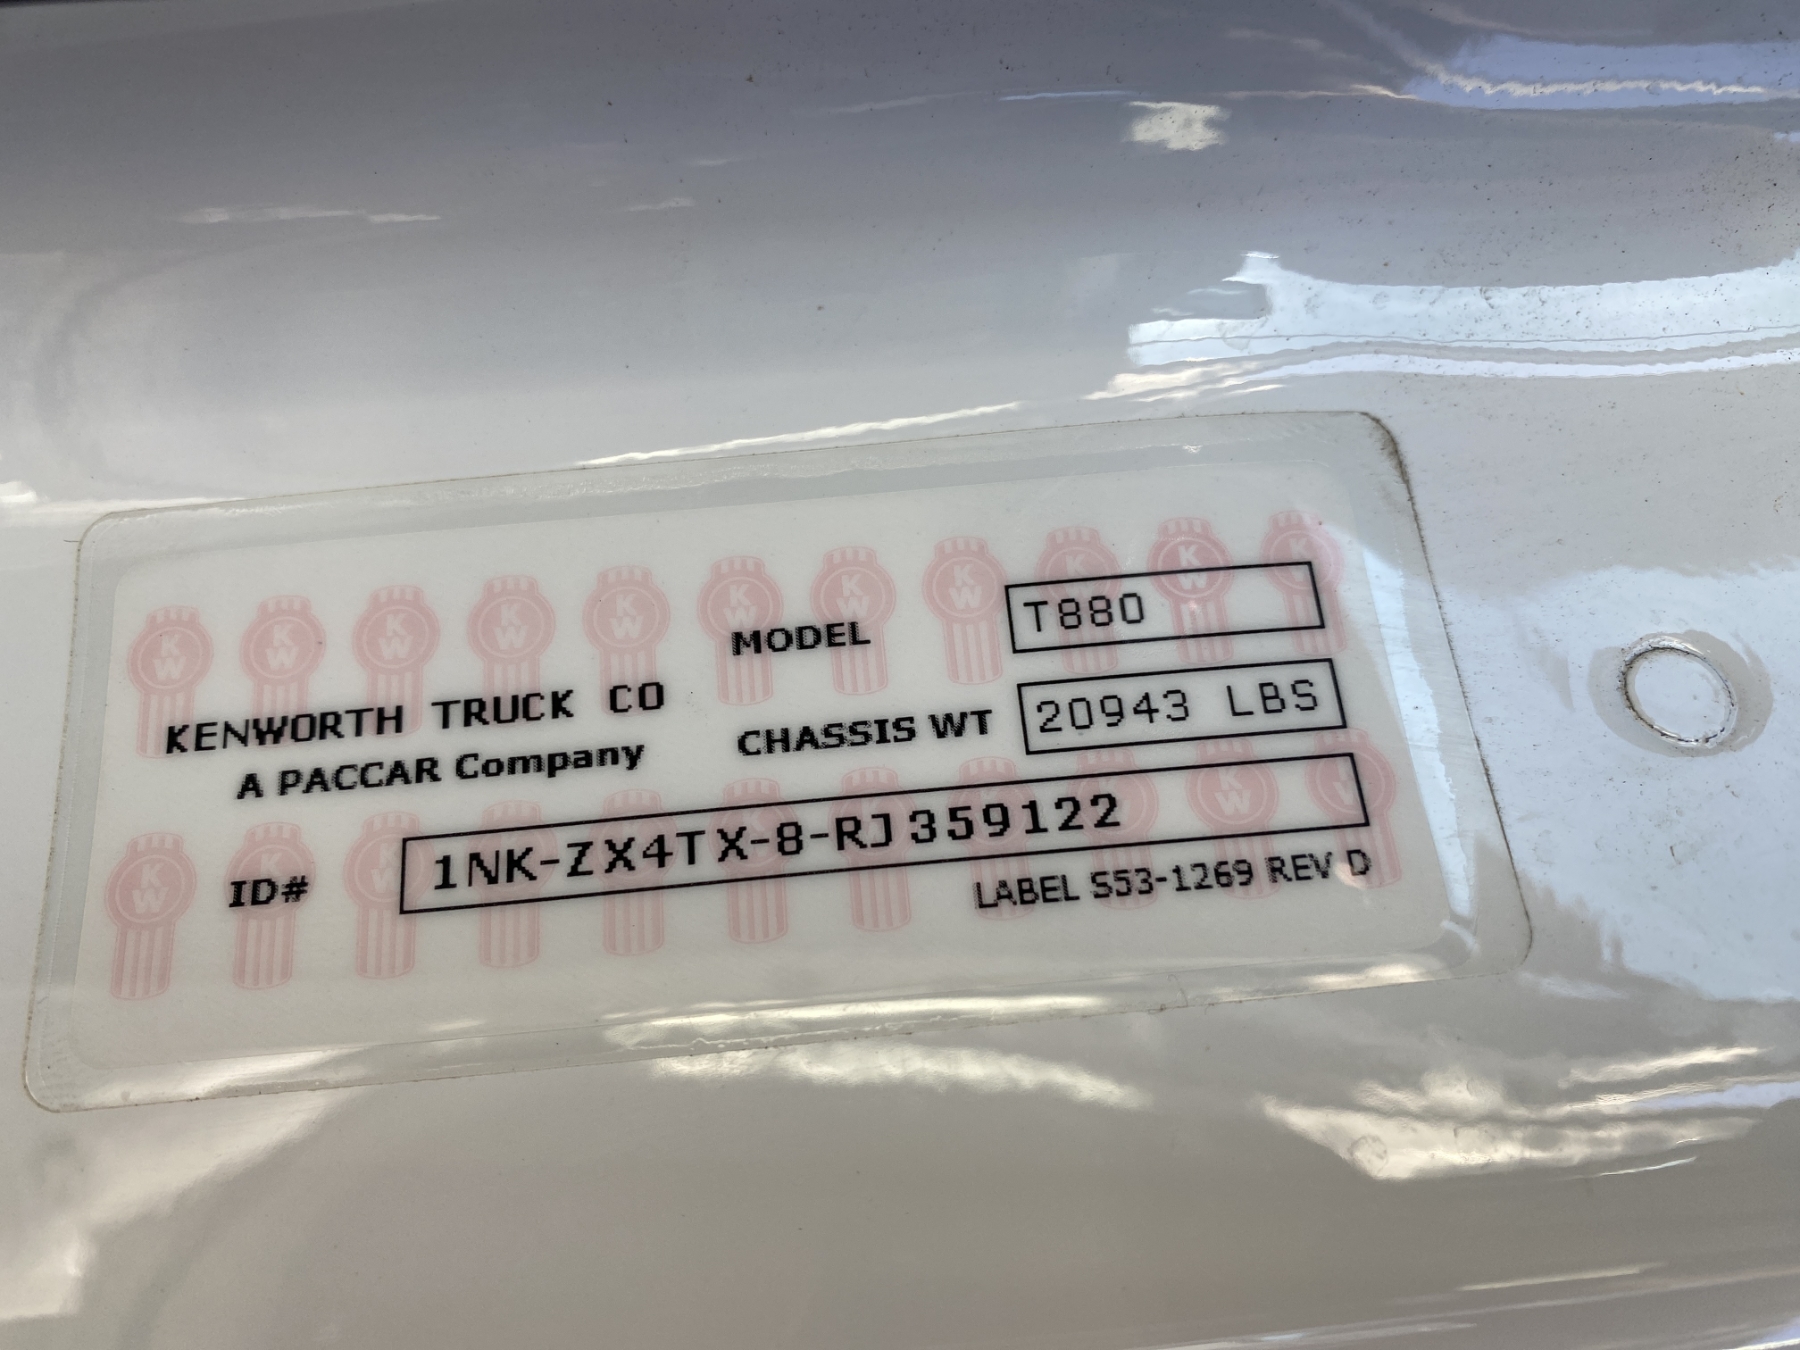 MODEL T880
KENWORTH TRUCK CO
A PACCAR Company
CHASSIS WT 20943 LBS
ID# 1NK-ZX4TX-8-RJ359122
LABEL S53-1269 REV D